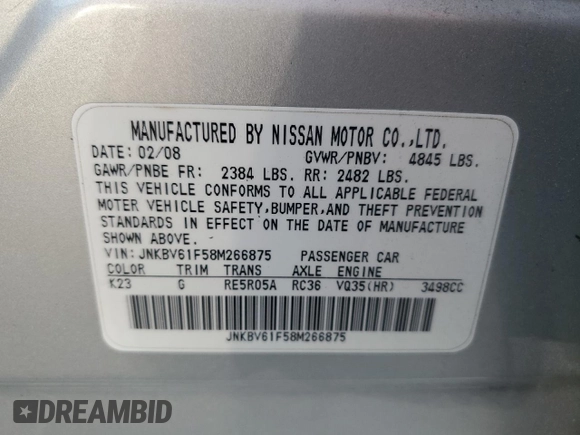 MANUFACTURED BY NISSAN MOTOR CO.,LTD.
DATE: 02/08 GVWR/PNBV: 4845 LBS.
GAWR/PNBE FR: 2384 LBS. RR: 2482 LBS.
THIS VEHICLE CONFORMS TO ALL APPLICABLE FEDERAL
MOTER VEHICLE SAFETY,BUMPER,AND THEFT PREVENTION
STANDARDS IN EFFECT ON THE DATE OF MANUFACTURE
SHOWN ABOVE.
VIN: JNKBV61F58M266875 PASSENGER CAR
COLOR TRIM TRANS AXLE ENGINE
K23 G RE5R05A RC36 VQ35(HR) 3498CC
JNKBV61F58M266875
DREAMBID